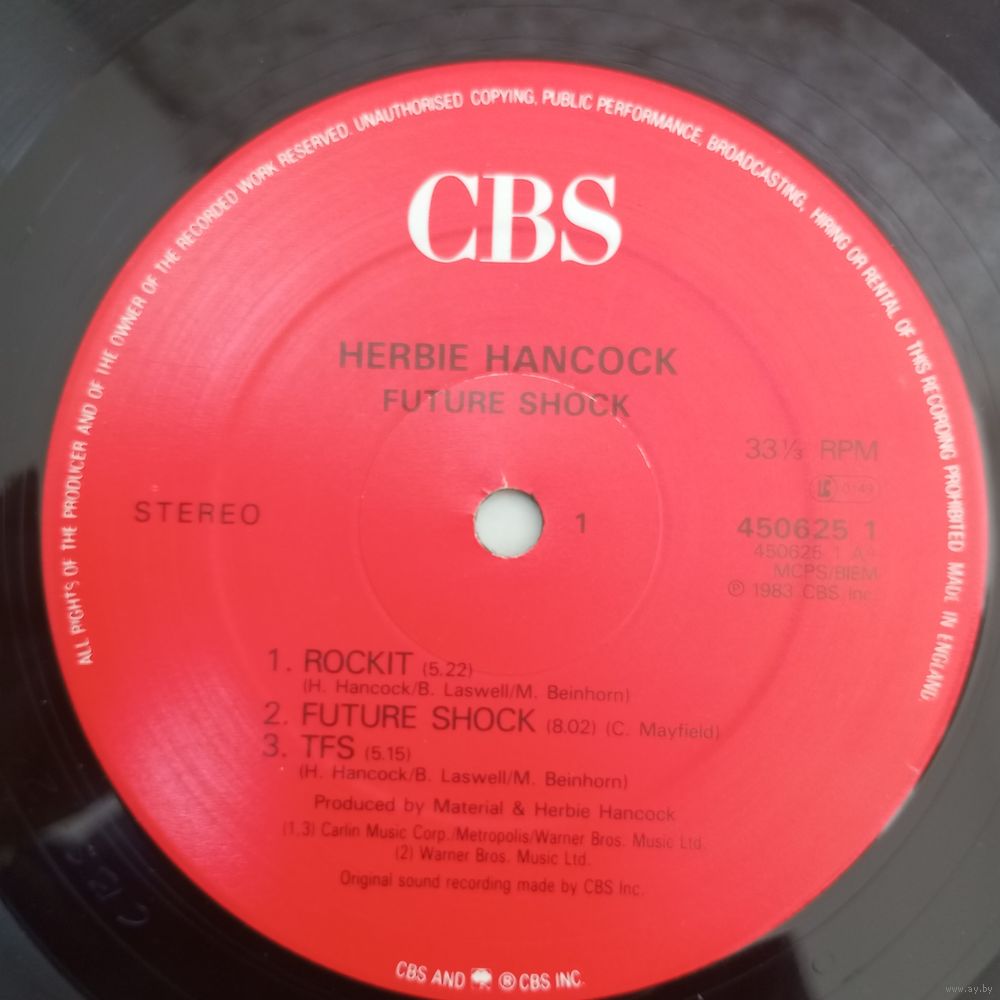 ALL RIGHTS OF THE PRODUCER AND OF THE OWNER OF THE RECORDED WORK RESERVED. UNAUTHORISED COPYING, PUBLIC PERFORMANCE, BROADCASTING, HIRING OR RENTAL OF THIS RECORDING PROHIBITED MADE IN ENGLAND.
CBS
HERBIE HANCOCK
FUTURE SHOCK
33⅓ RPM
LC 0149
STEREO
1
450625 1
450625 1 A
MCPS/BIEM
℗ 1983 CBS Inc.
1. ROCKIT (5.22)
(H. Hancock/B. Laswell/M. Beinhorn)
2. FUTURE SHOCK (8.02) (C. Mayfield)
3. TFS (5.15)
(H. Hancock/B. Laswell/M. Beinhorn)
Produced by Material & Herbie Hancock
(1,3) Carlin Music Corp./Metropolis/Warner Bros. Music Ltd.
(2) Warner Bros. Music Ltd.
Original sound recording made by CBS Inc.
CBS AND ® CBS INC.
www.ay.by